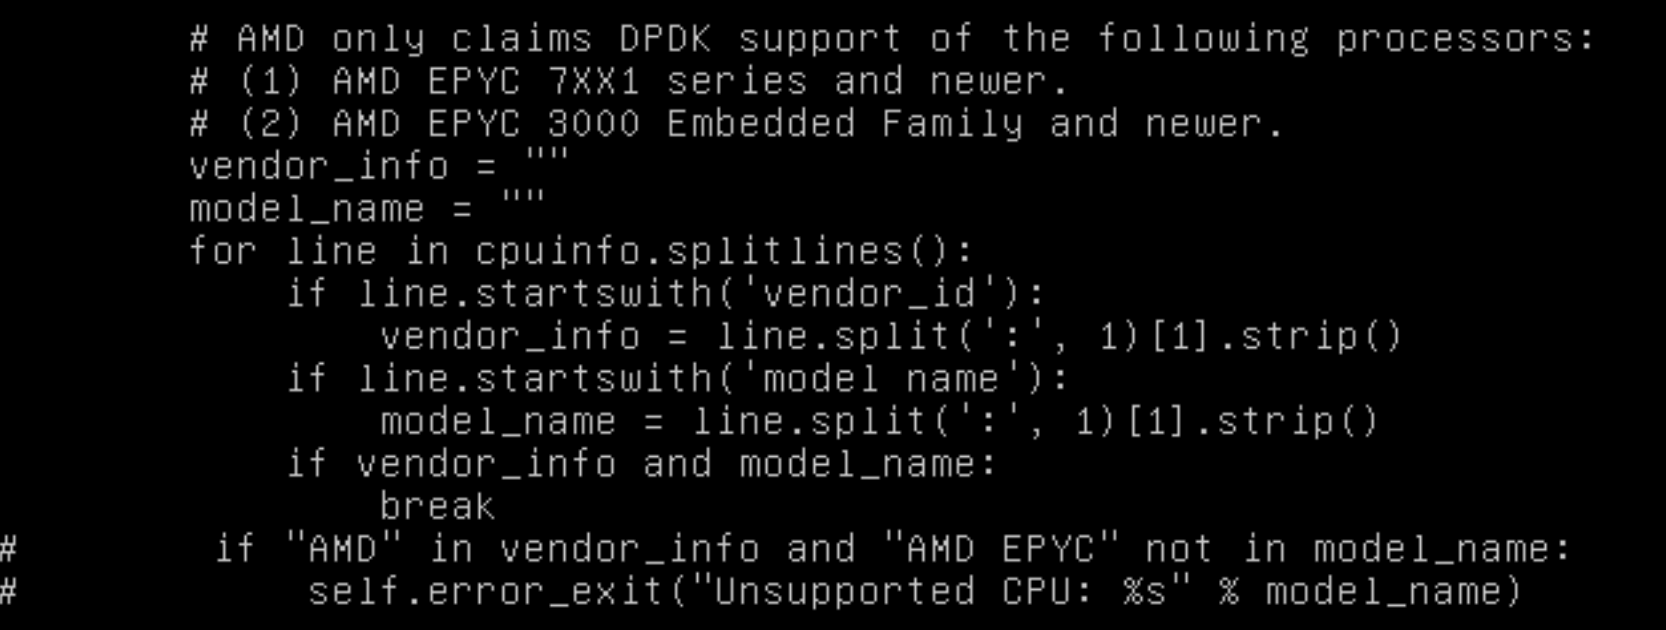 # AMD only claims DPDK support of the following processors:
# (1) AMD EPYC 7XX1 series and newer.
# (2) AMD EPYC 3000 Embedded Family and newer.
vendor_info = ""
model_name = ""
for line in cpuinfo.splitlines():
    if line.startswith('vendor_id'):
        vendor_info = line.split(':', 1)[1].strip()
    if line.startswith('model name'):
        model_name = line.split(':', 1)[1].strip()
    if vendor_info and model_name:
        break
#         if "AMD" in vendor_info and "AMD EPYC" not in model_name:
#             self.error_exit("Unsupported CPU: %s" % model_name)